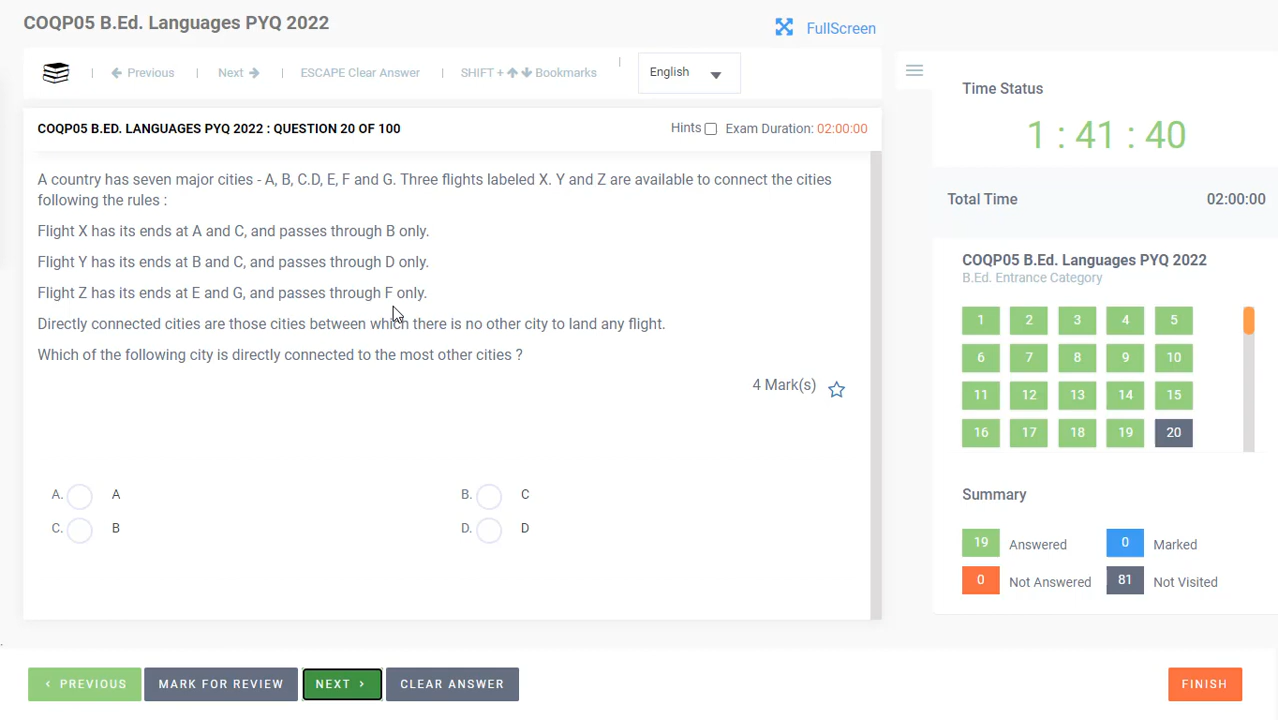 COQP05 B.Ed. Languages PYQ 2022
FullScreen
| Previous | Next | ESCAPE Clear Answer | SHIFT + Bookmarks | English
COQP05 B.ED. LANGUAGES PYQ 2022 : QUESTION 20 OF 100
Hints Exam Duration: 02:00:00
A country has seven major cities - A, B, C.D, E, F and G. Three flights labeled X. Y and Z are available to connect the cities
following the rules :
Flight X has its ends at A and C, and passes through B only.
Flight Y has its ends at B and C, and passes through D only.
Flight Z has its ends at E and G, and passes through F only.
Directly connected cities are those cities between which there is no other city to land any flight.
Which of the following city is directly connected to the most other cities ?
4 Mark(s)
A. A
B. C
C. B
D. D
< PREVIOUS
MARK FOR REVIEW
NEXT >
CLEAR ANSWER
Time Status
1 : 41 : 40
Total Time 02:00:00
COQP05 B.Ed. Languages PYQ 2022
B.Ed. Entrance Category
1 2 3 4 5
6 7 8 9 10
11 12 13 14 15
16 17 18 19 20
Summary
19 Answered 0 Marked
0 Not Answered 81 Not Visited
FINISH